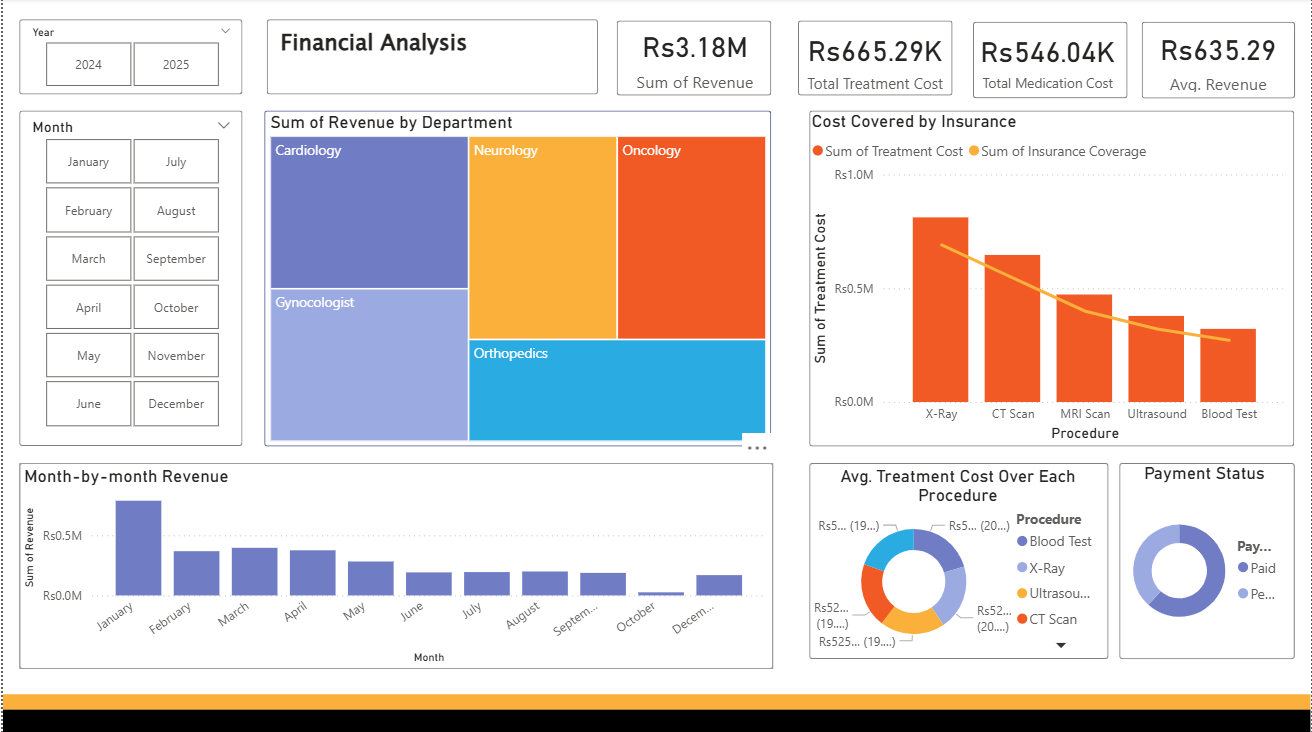 Year
2024
2025
Financial Analysis
Rs3.18M
Sum of Revenue
Rs665.29K
Total Treatment Cost
Rs546.04K
Total Medication Cost
Rs635.29
Avg. Revenue
Month
January
July
February
August
March
September
April
October
May
November
June
December
Sum of Revenue by Department
Cardiology
Neurology
Oncology
Gynocologist
Orthopedics
Cost Covered by Insurance
Sum of Treatment Cost
Sum of Insurance Coverage
Rs1.0M
Rs0.5M
Rs0.0M
Sum of Treatment Cost
X-Ray
CT Scan
MRI Scan
Ultrasound
Blood Test
Procedure
Month-by-month Revenue
Sum of Revenue
Rs0.5M
Rs0.0M
January
February
March
April
May
June
July
August
Septem...
October
Decem...
Month
Avg. Treatment Cost Over Each
Procedure
Rs5... (19...)
Rs5... (20...)
Rs52...
(19....)
Rs525... (19....)
Rs52...
(20....)
Procedure
Blood Test
X-Ray
Ultrasou...
CT Scan
Payment Status
Pay...
Paid
Pe...